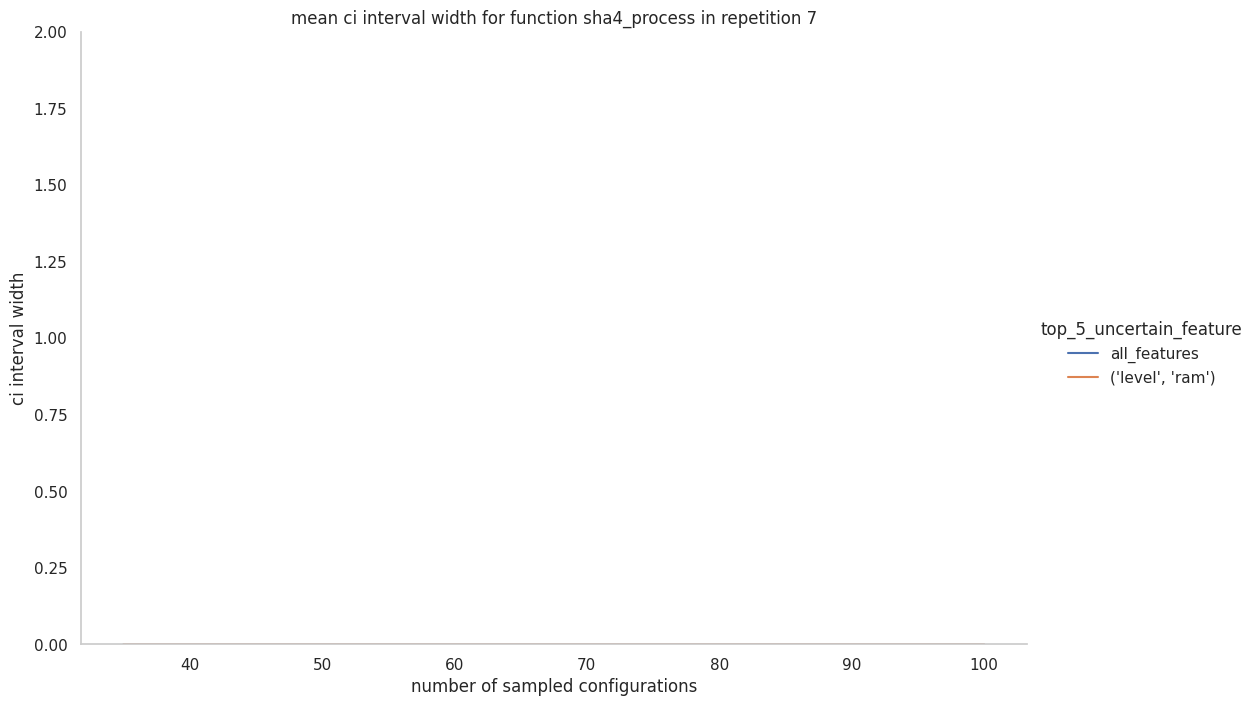 mean ci interval width for function sha4_process in repetition 7
2.00
1.75
1.50
1.25
1.00
0.75
0.50
0.25
0.00
ci interval width
40 50 60 70 80 90 100
number of sampled configurations
top_5_uncertain_feature
all_features
('level', 'ram')